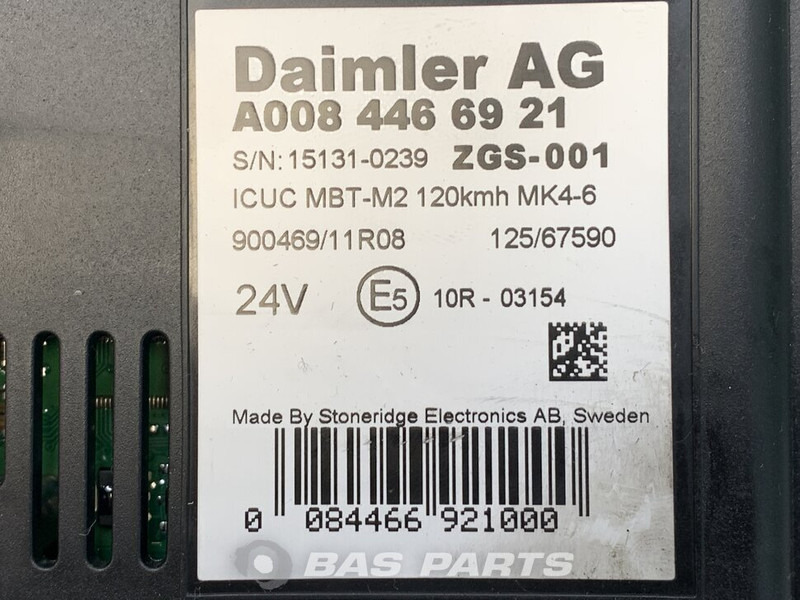 Daimler AG
A008 446 69 21
S/N: 15131-0239 ZGS-001
ICUC MBT-M2 120kmh MK4-6
900469/11R08 125/67590
24V E5 10R - 03154
Made By Stoneridge Electronics AB, Sweden
0 084466 921000
BAS PARTS